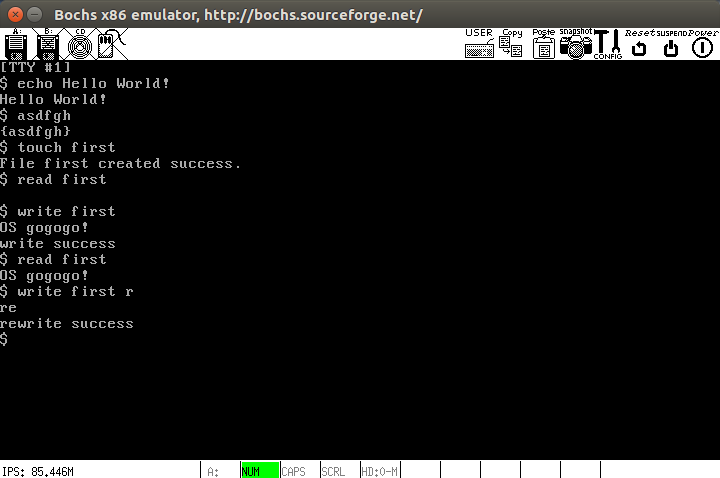 Bochs x86 emulator, http://bochs.sourceforge.net/
A: B: CD USER Copy Paste snapshot CONFIG Reset SUSPEND Power
[TTY #1]
$ echo Hello World!
Hello World!
$ asdfgh
{asdfgh}
$ touch first
File first created success.
$ read first
$ write first
OS gogogo!
write success
$ read first
OS gogogo!
$ write first r
re
rewrite success
$
IPS: 85.446M A: NUM CAPS SCRL HD:0-M